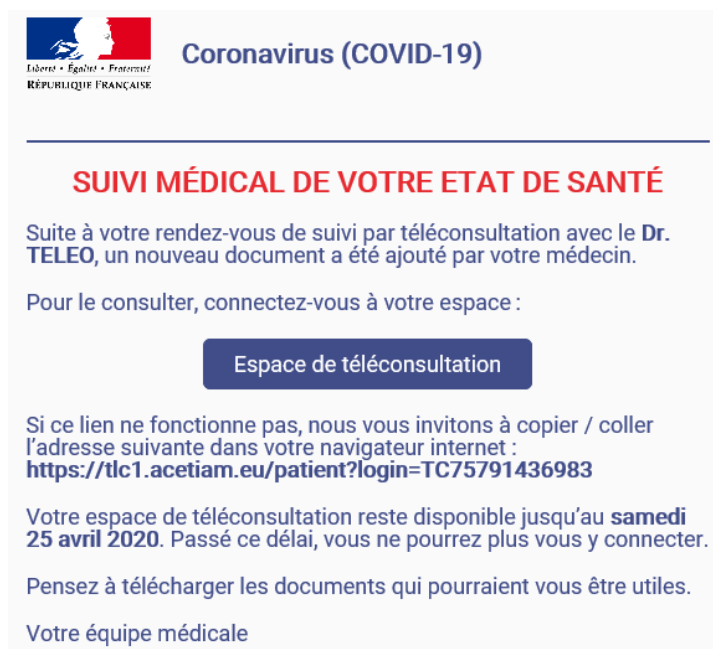 Coronavirus (COVID-19)
Liberté • Égalité • Fraternité
RÉPUBLIQUE FRANÇAISE
SUIVI MÉDICAL DE VOTRE ETAT DE SANTÉ
Suite à votre rendez-vous de suivi par téléconsultation avec le Dr.
TELEO, un nouveau document a été ajouté par votre médecin.
Pour le consulter, connectez-vous à votre espace :
Espace de téléconsultation
Si ce lien ne fonctionne pas, nous vous invitons à copier / coller
l'adresse suivante dans votre navigateur internet :
https://tlc1.acetiam.eu/patient?login=TC75791436983
Votre espace de téléconsultation reste disponible jusqu'au samedi
25 avril 2020. Passé ce délai, vous ne pourrez plus vous y connecter.
Pensez à télécharger les documents qui pourraient vous être utiles.
Votre équipe médicale